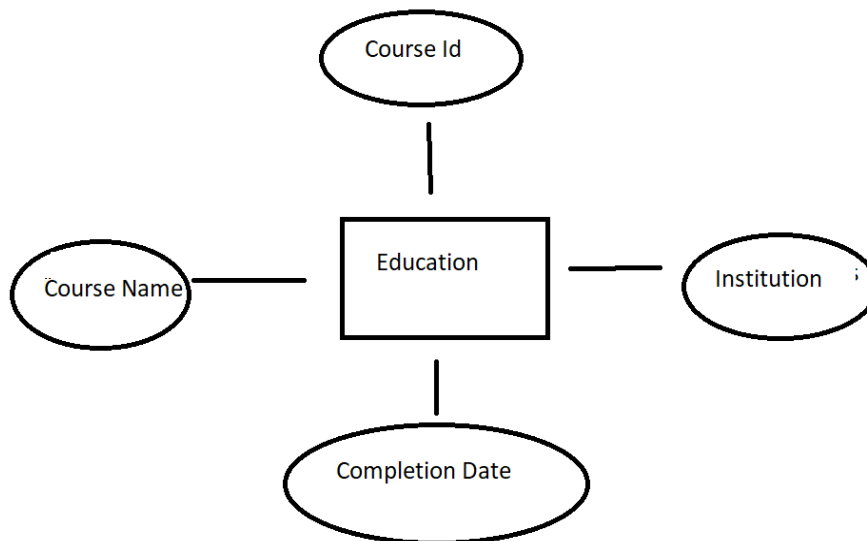 Course Id
Education
Course Name
Institution
Completion Date